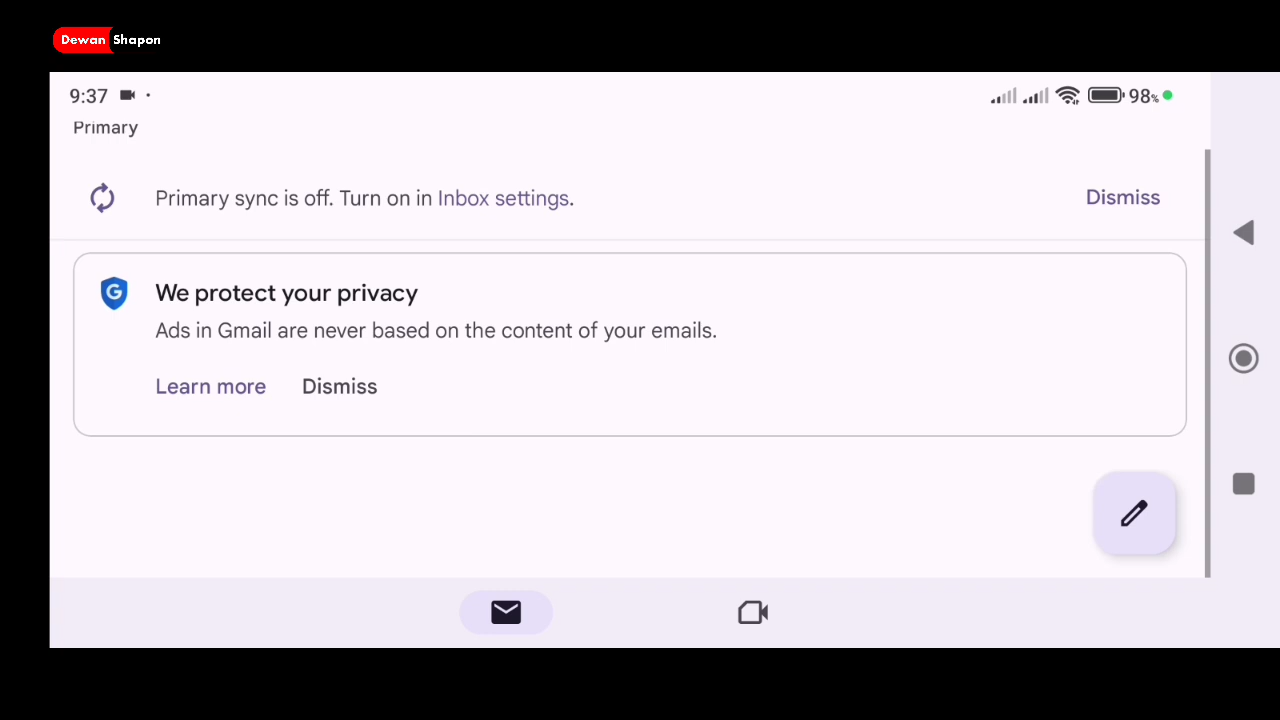 Dewan Shapon
9:37 98%
Primary
Primary sync is off. Turn on in Inbox settings. Dismiss
We protect your privacy
Ads in Gmail are never based on the content of your emails.
Learn more Dismiss